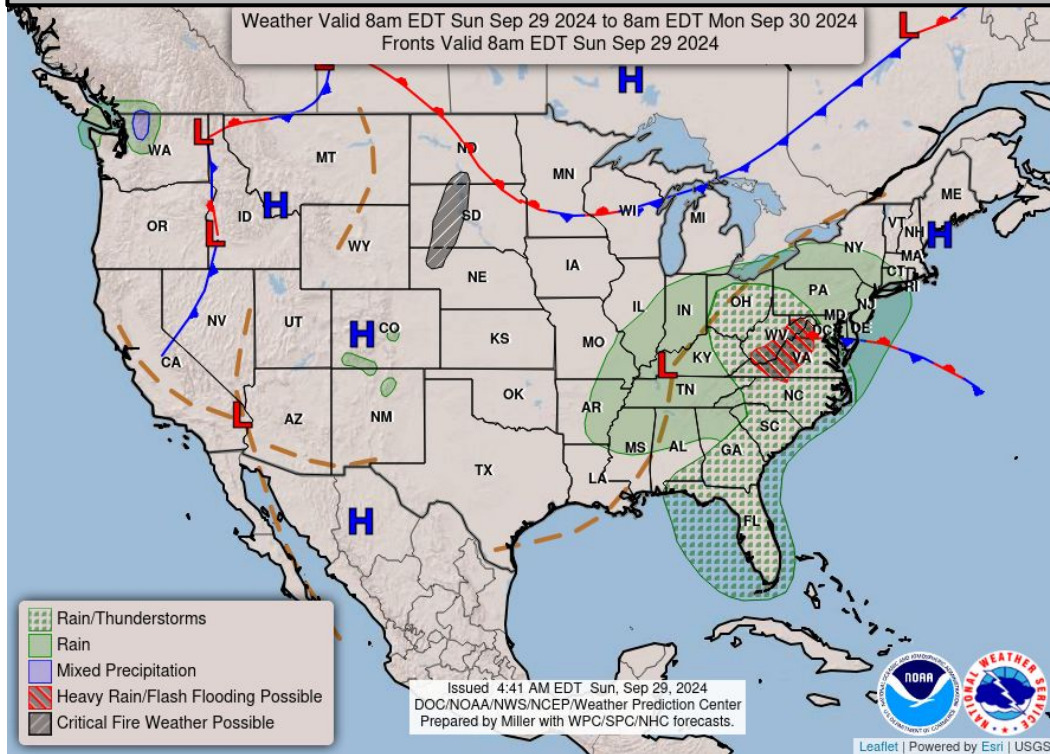 Weather Valid 8am EDT Sun Sep 29 2024 to 8am EDT Mon Sep 30 2024
Fronts Valid 8am EDT Sun Sep 29 2024
L
L
H
WA
L
MT
ND
MN
ME
OR
ID
H
SD
WI
MI
VT
NH
H
L
WY
NY
MA
CT
RI
IA
NE
PA
NJ
OH
IL
IN
MD
DE
DC
NV
UT
H
CO
KS
MO
WV
VA
CA
KY
L
TN
NC
OK
AR
L
AZ
NM
SC
MS
AL
GA
TX
LA
H
FL
Rain/Thunderstorms
Rain
Mixed Precipitation
Heavy Rain/Flash Flooding Possible
Critical Fire Weather Possible
Issued 4:41 AM EDT Sun, Sep 29, 2024
DOC/NOAA/NWS/NCEP/Weather Prediction Center
Prepared by Miller with WPC/SPC/NHC forecasts.
NOAA
NATIONAL WEATHER SERVICE
Leaflet | Powered by Esri | USGS